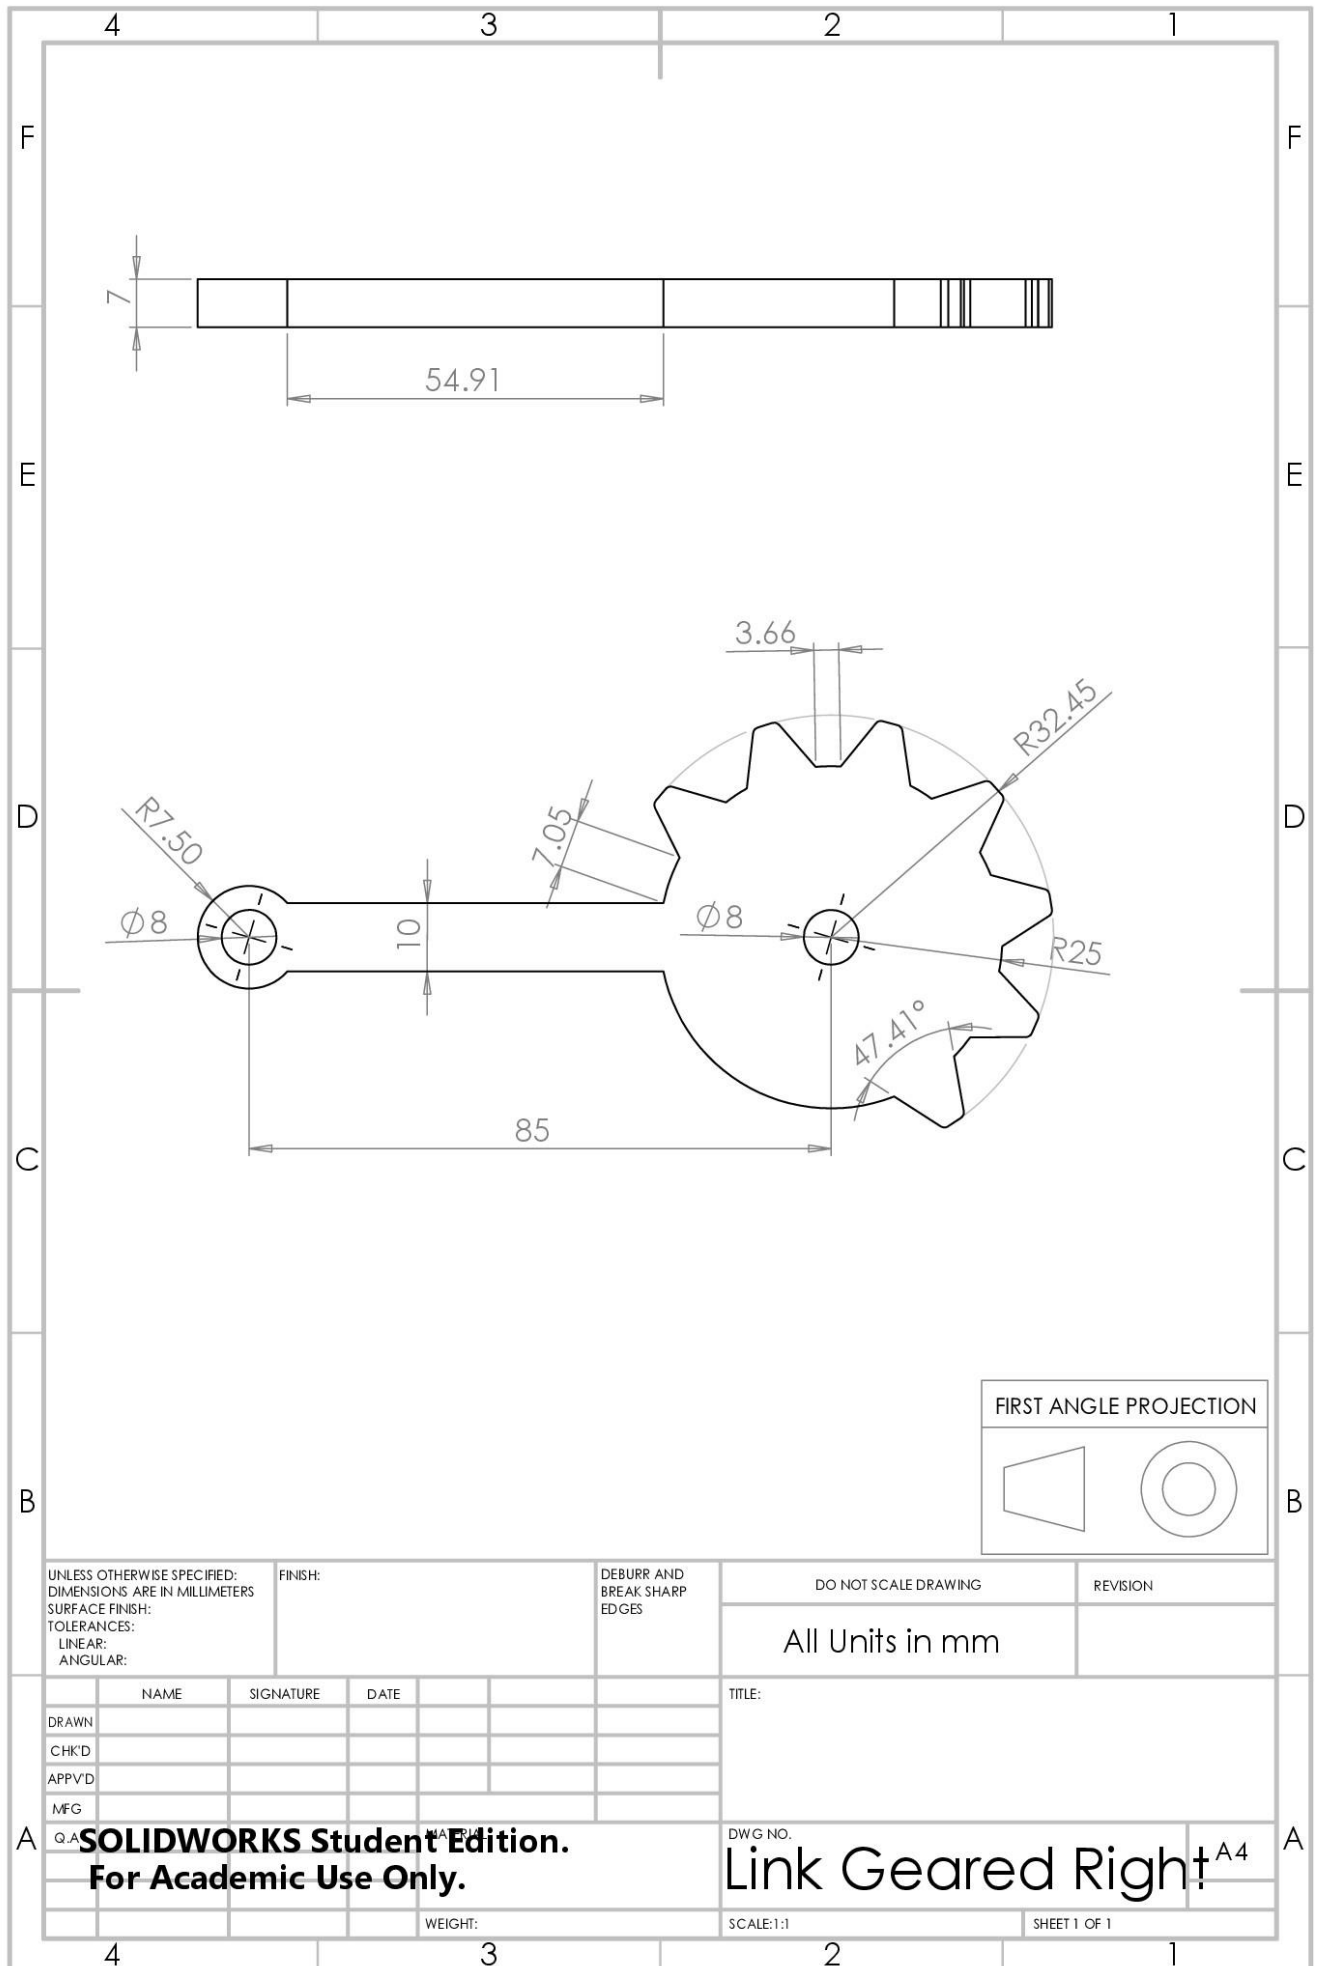 4 3 2 1
F F
7
54.91
E E
3.66
R32.45
D D
R7.50
7.05
∅8
10
∅8
R25
47.41°
85
C C
FIRST ANGLE PROJECTION
B B
UNLESS OTHERWISE SPECIFIED:
DIMENSIONS ARE IN MILLIMETERS
SURFACE FINISH:
TOLERANCES:
LINEAR:
ANGULAR:
FINISH:
DEBURR AND
BREAK SHARP
EDGES
DO NOT SCALE DRAWING
REVISION
All Units in mm
NAME SIGNATURE DATE
TITLE:
DRAWN
CHK'D
APPV'D
MFG
Q.A
MATERIAL:
A A
SOLIDWORKS Student Edition.
For Academic Use Only.
DWG NO.
Link Geared Right
A4
WEIGHT:
SCALE:1:1
SHEET 1 OF 1
4 3 2 1